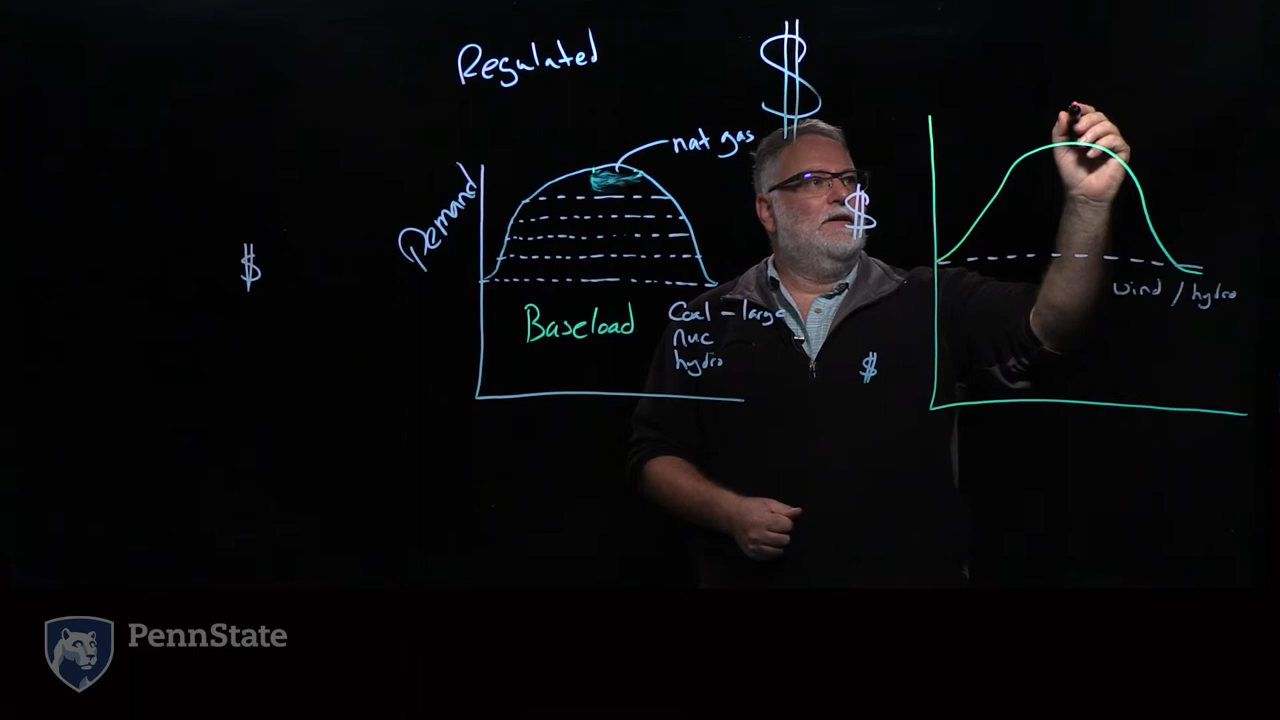 Regulated
$
nat gas
Demand
$
$
Baseload
Coal - large
nuc
hydro
$
wind / hydro
PennState